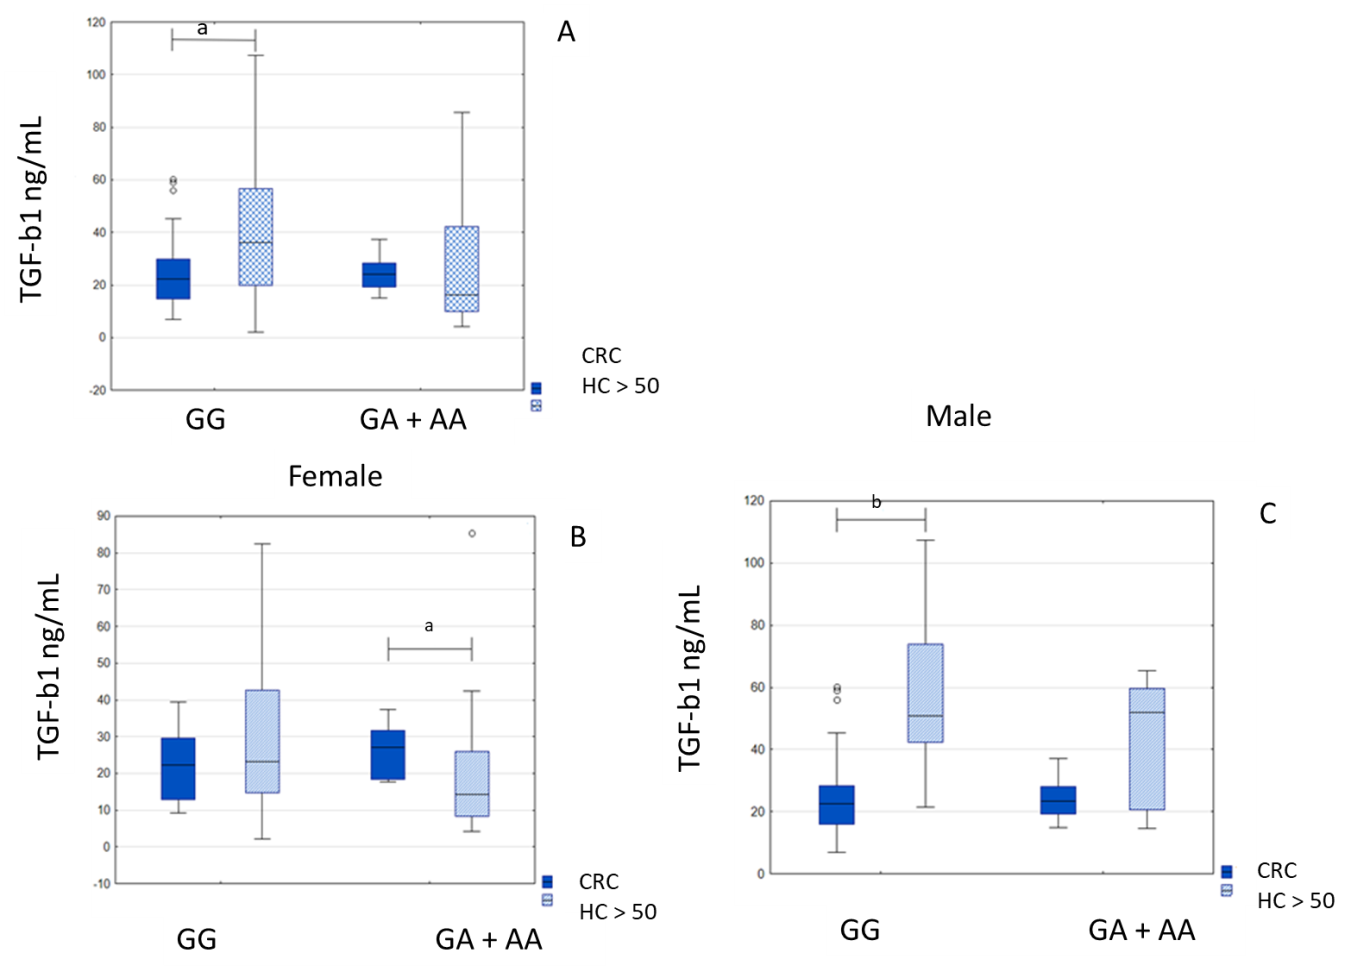 A
a
TGF-b1 ng/mL
120
100
80
60
40
20
0
-20
GG
GA + AA
CRC
HC > 50
Female
B
a
TGF-b1 ng/mL
90
80
70
60
50
40
30
20
10
0
-10
GG
GA + AA
CRC
HC > 50
Male
C
b
TGF-b1 ng/mL
120
100
80
60
40
20
0
GG
GA + AA
CRC
HC > 50